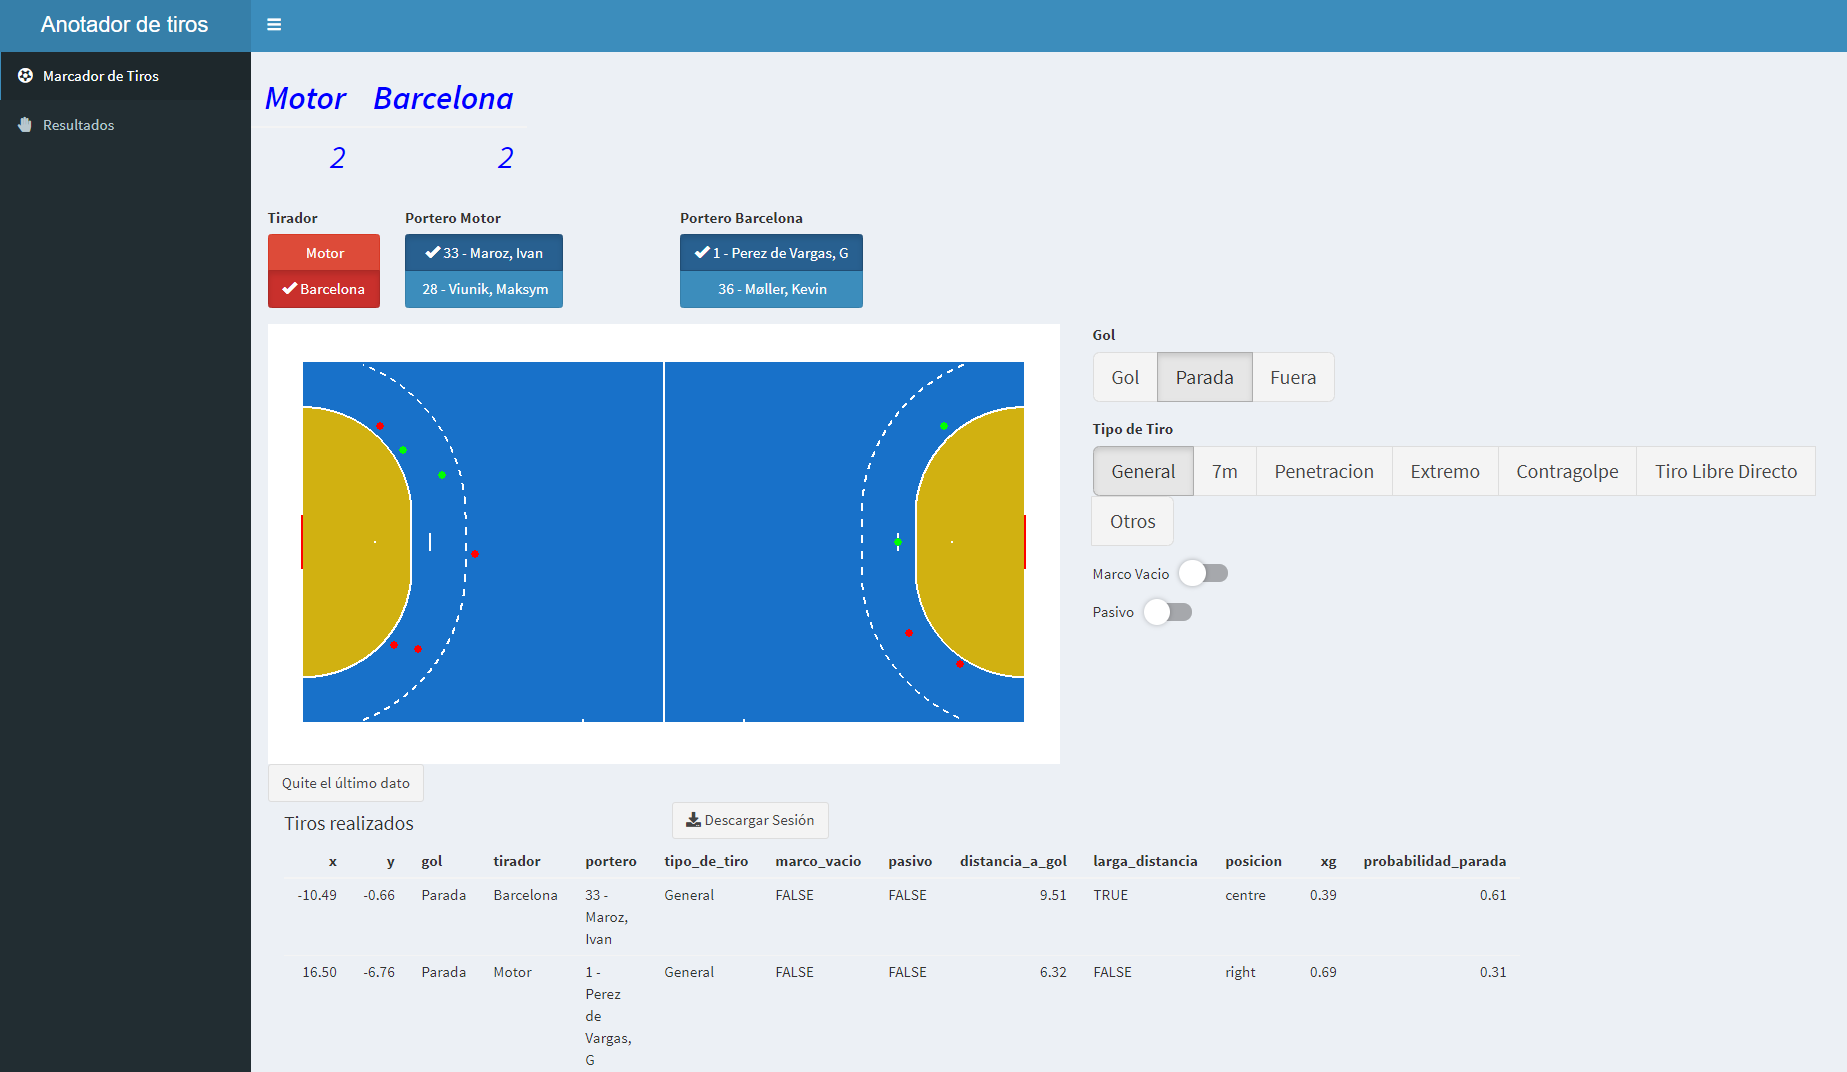 Anotador de tiros
Marcador de Tiros
Resultados
Motor Barcelona
2 2
Tirador Portero Motor Portero Barcelona
Motor 33 - Maroz, Ivan 1 - Perez de Vargas, G
Barcelona 28 - Viunik, Maksym 36 - Møller, Kevin
Gol
Gol Parada Fuera
Tipo de Tiro
General 7m Penetracion Extremo Contragolpe Tiro Libre Directo
Otros
Marco Vacio
Pasivo
Quite el último dato
Tiros realizados Descargar Sesión
x y gol tirador portero tipo_de_tiro marco_vacio pasivo distancia_a_gol larga_distancia posicion xg probabilidad_parada
-10.49 -0.66 Parada Barcelona 33 - General FALSE FALSE 9.51 TRUE centre 0.39 0.61
Maroz,
Ivan
16.50 -6.76 Parada Motor 1 - General FALSE FALSE 6.32 FALSE right 0.69 0.31
Perez
de
Vargas,
G